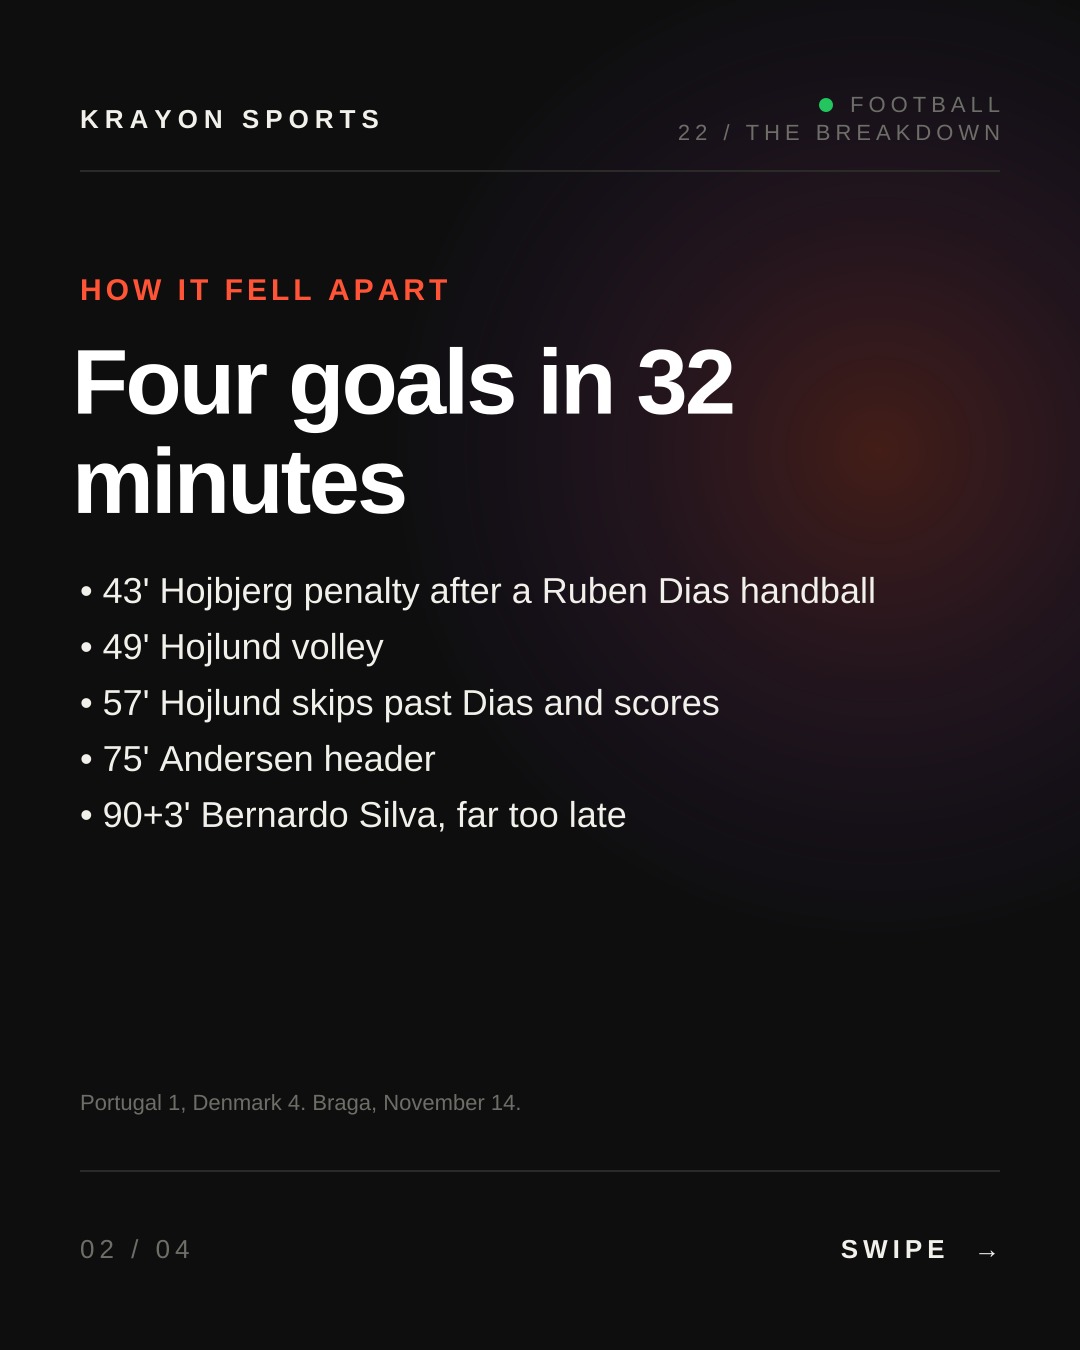 KRAYON SPORTS
FOOTBALL
22 / THE BREAKDOWN
HOW IT FELL APART
Four goals in 32
minutes
• 43' Hojbjerg penalty after a Ruben Dias handball
• 49' Hojlund volley
• 57' Hojlund skips past Dias and scores
• 75' Andersen header
• 90+3' Bernardo Silva, far too late
Portugal 1, Denmark 4. Braga, November 14.
02 / 04
SWIPE →